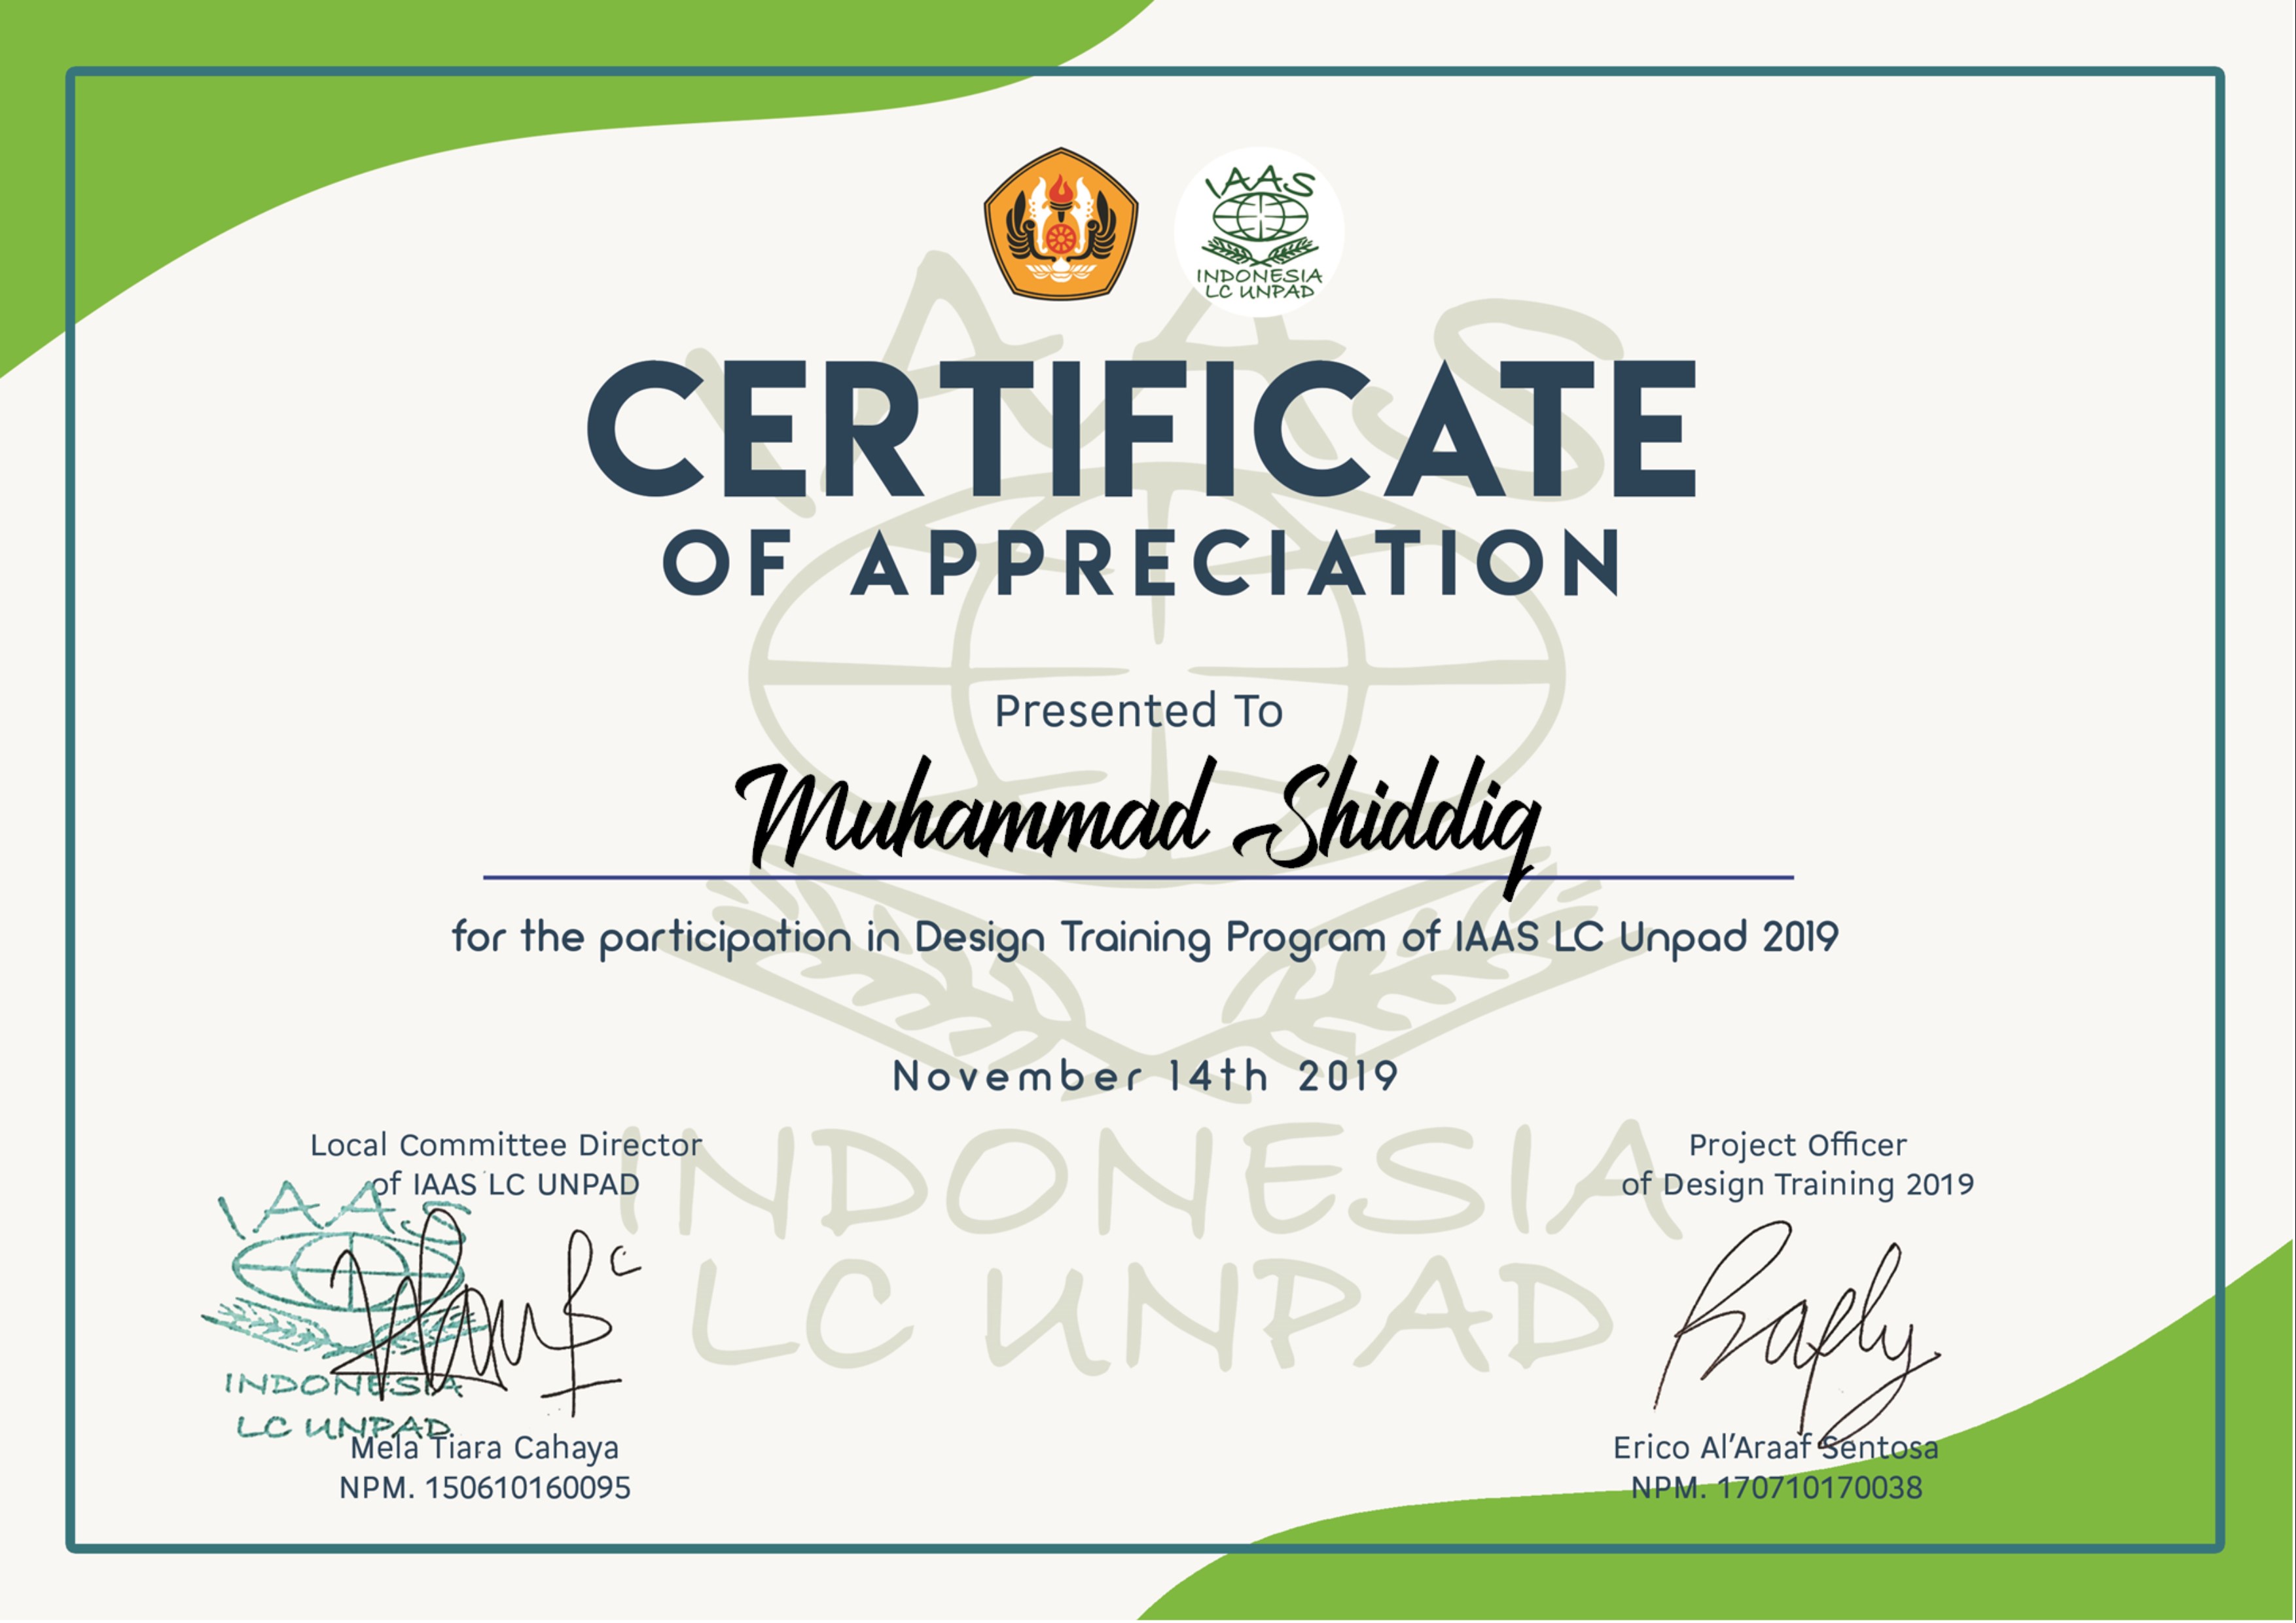 IAAS
INDONESIA
LC UNPAD
CERTIFICATE
OF APPRECIATION
Presented To
Muhammad Shiddiq
for the participation in Design Training Program of IAAS LC Unpad 2019
November 14th 2019
Local Committee Director
of IAAS LC UNPAD
IAAS
INDONESIA
LC UNPAD
Mela Tiara Cahaya
NPM. 150610160095
Project Officer
of Design Training 2019
Erico Al’Araaf Sentosa
NPM. 170710170038
IAAS
INDONESIA
LC UNPAD